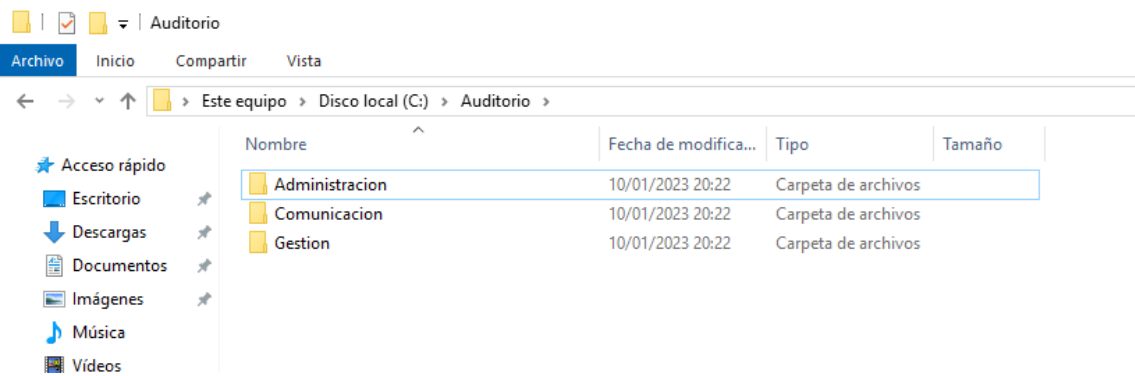 Auditorio
Archivo Inicio Compartir Vista
Este equipo > Disco local (C:) > Auditorio >
Nombre Fecha de modifica... Tipo Tamaño
Acceso rápido
Escritorio
Descargas
Documentos
Imágenes
Música
Vídeos
Administracion 10/01/2023 20:22 Carpeta de archivos
Comunicacion 10/01/2023 20:22 Carpeta de archivos
Gestion 10/01/2023 20:22 Carpeta de archivos